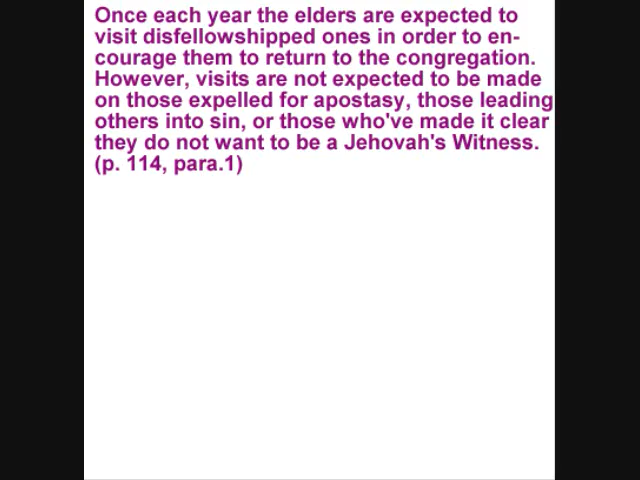 Once each year the elders are expected to
visit disfellowshipped ones in order to en-
courage them to return to the congregation.
However, visits are not expected to be made
on those expelled for apostasy, those leading
others into sin, or those who've made it clear
they do not want to be a Jehovah's Witness.
(p. 114, para.1)